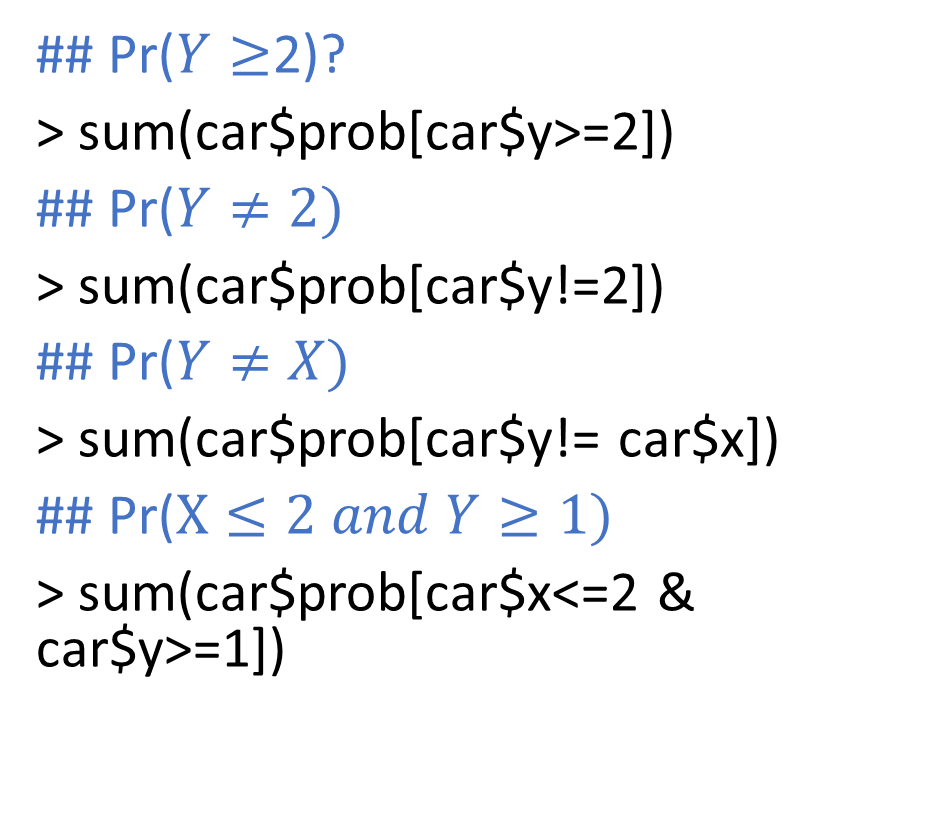 ## Pr(Y ≥2)?
> sum(car$prob[car$y>=2])
## Pr(Y ≠ 2)
> sum(car$prob[car$y!=2])
## Pr(Y ≠ X)
> sum(car$prob[car$y!= car$x])
## Pr(X ≤ 2 and Y ≥ 1)
> sum(car$prob[car$x<=2 &
car$y>=1])